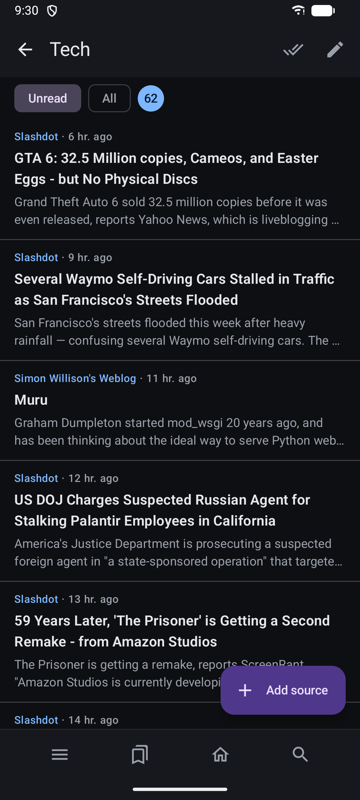 9:30
Tech
Unread
All
62
Slashdot · 6 hr. ago
GTA 6: 32.5 Million copies, Cameos, and Easter
Eggs - but No Physical Discs
Grand Theft Auto 6 sold 32.5 million copies before it was
even released, reports Yahoo News, which is liveblogging ...
Slashdot · 9 hr. ago
Several Waymo Self-Driving Cars Stalled in Traffic
as San Francisco's Streets Flooded
San Francisco's streets flooded this week after heavy
rainfall — confusing several Waymo self-driving cars. The ...
Simon Willison's Weblog · 11 hr. ago
Muru
Graham Dumpleton started mod_wsgi 20 years ago, and
has been thinking about the ideal way to serve Python web...
Slashdot · 12 hr. ago
US DOJ Charges Suspected Russian Agent for
Stalking Palantir Employees in California
America's Justice Department is prosecuting a suspected
foreign agent in "a state-sponsored operation" that targete...
Slashdot · 13 hr. ago
59 Years Later, 'The Prisoner' is Getting a Second
Remake - from Amazon Studios
The Prisoner is getting a remake, reports ScreenRant.
"Amazon Studios is currently developi
Add source
Slashdot · 14 hr. ago